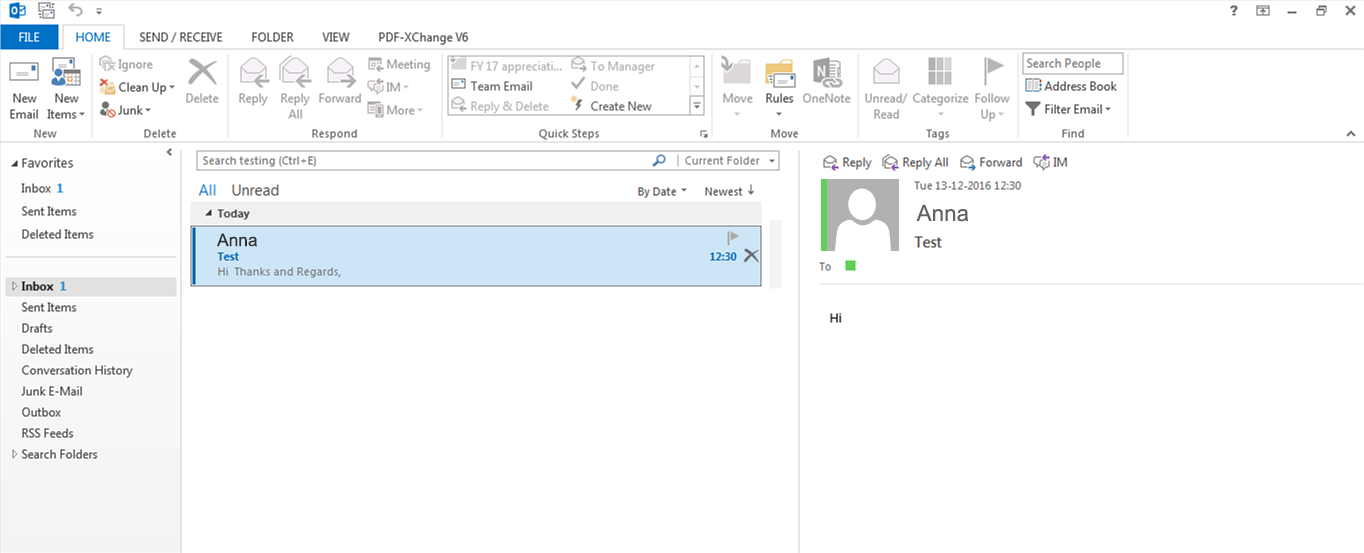 ?
FILE HOME SEND / RECEIVE FOLDER VIEW PDF-XChange V6
New Email
New Items
Ignore
Clean Up
Junk
Delete
Reply
Reply All
Forward
Meeting
IM
More
FY17 appreciati...
Team Email
Reply & Delete
To Manager
Done
Create New
Move
Rules
OneNote
Unread/ Read
Categorize
Follow Up
Search People
Address Book
Filter Email
New Delete Respond Quick Steps Move Tags Find
Favorites
Inbox 1
Sent Items
Deleted Items
Inbox 1
Sent Items
Drafts
Deleted Items
Conversation History
Junk E-Mail
Outbox
RSS Feeds
Search Folders
Search testing (Ctrl+E) Current Folder
All Unread By Date Newest
Today
Anna
Test 12:30
Hi Thanks and Regards,
Reply Reply All Forward IM
Tue 13-12-2016 12:30
Anna
Test
To
Hi